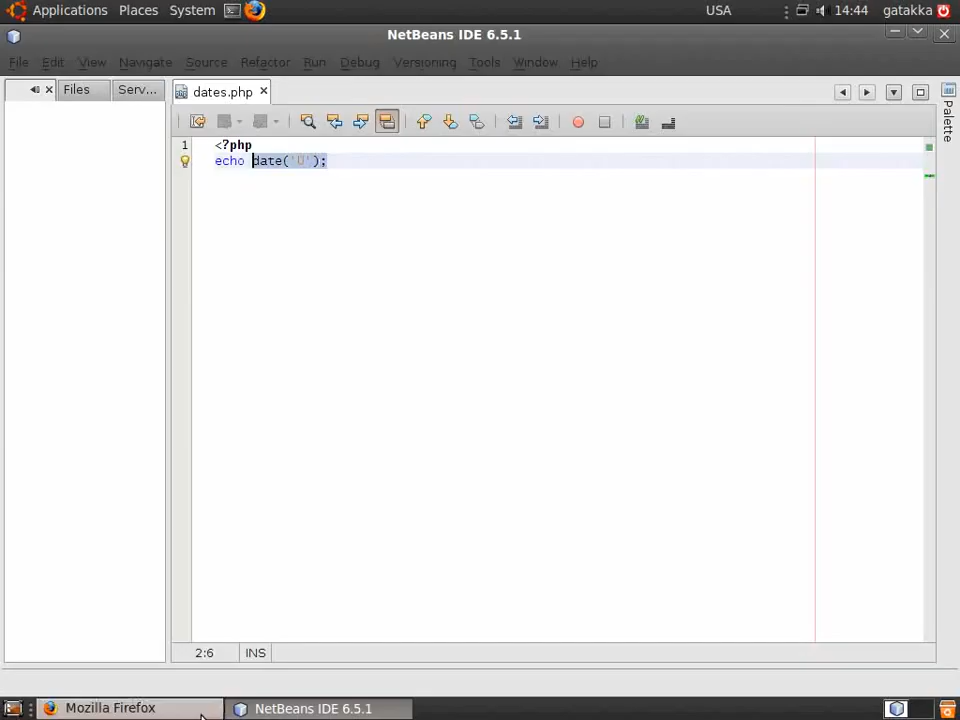 Applications Places System USA 14:44 gatakka
NetBeans IDE 6.5.1
File Edit View Navigate Source Refactor Run Debug Versioning Tools Window Help
Files Serv... dates.php
Palette
1 <?php
echo date('U');
2:6 INS
Mozilla Firefox NetBeans IDE 6.5.1